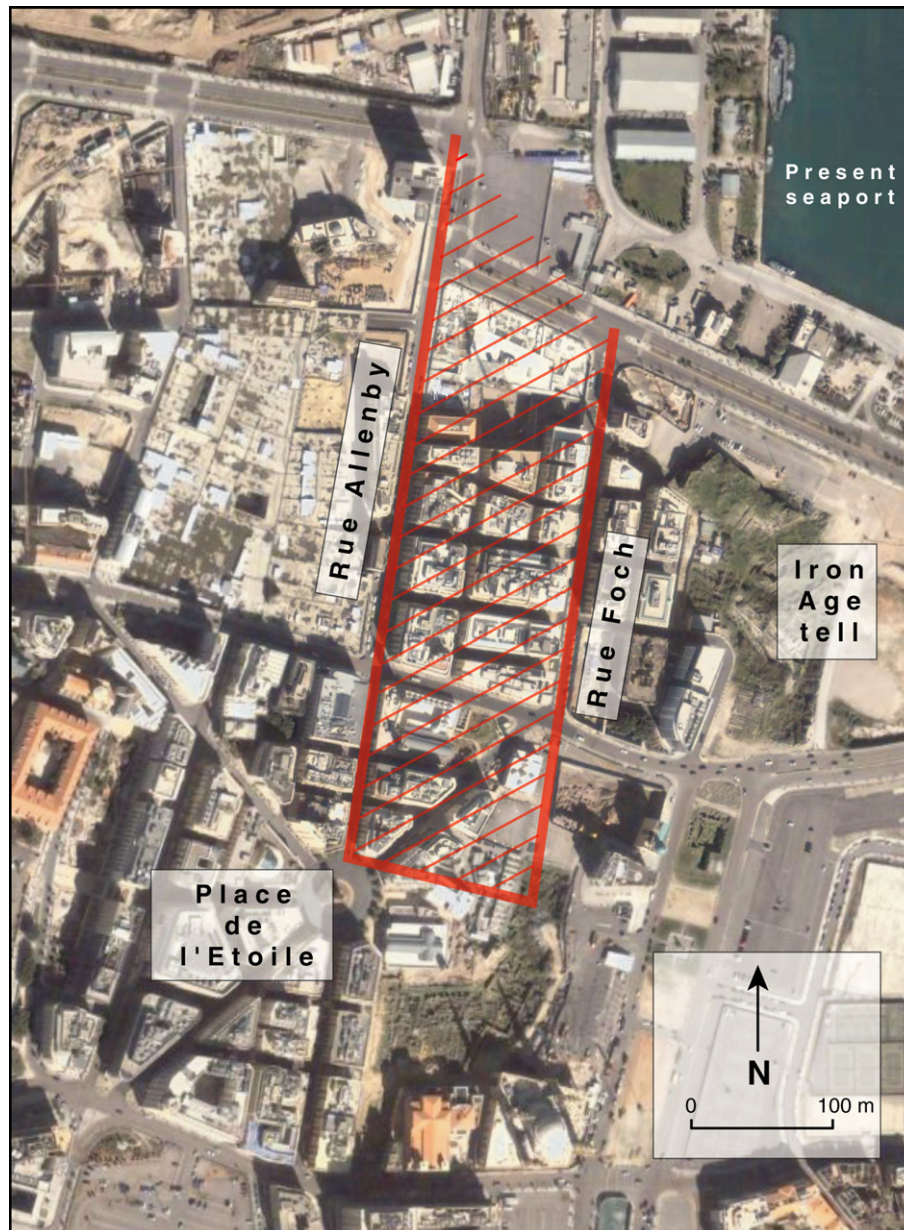 Present
seaport
Rue Allenby
Iron
Age
tell
Rue Foch
Place
de
l'Etoile
N
0 100 m